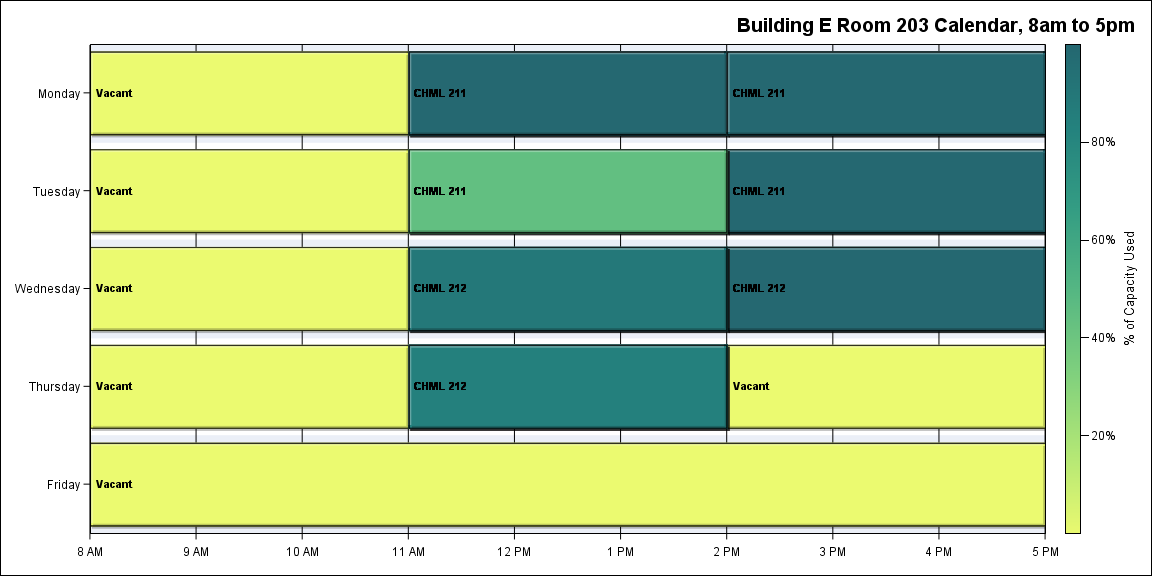 Building E Room 203 Calendar, 8am to 5pm
Monday
Vacant
CHML 211
CHML 211
Tuesday
Vacant
CHML 211
CHML 211
Wednesday
Vacant
CHML 212
CHML 212
Thursday
Vacant
CHML 212
Vacant
Friday
Vacant
8 AM
9 AM
10 AM
11 AM
12 PM
1 PM
2 PM
3 PM
4 PM
5 PM
80%
60%
40%
20%
% of Capacity Used